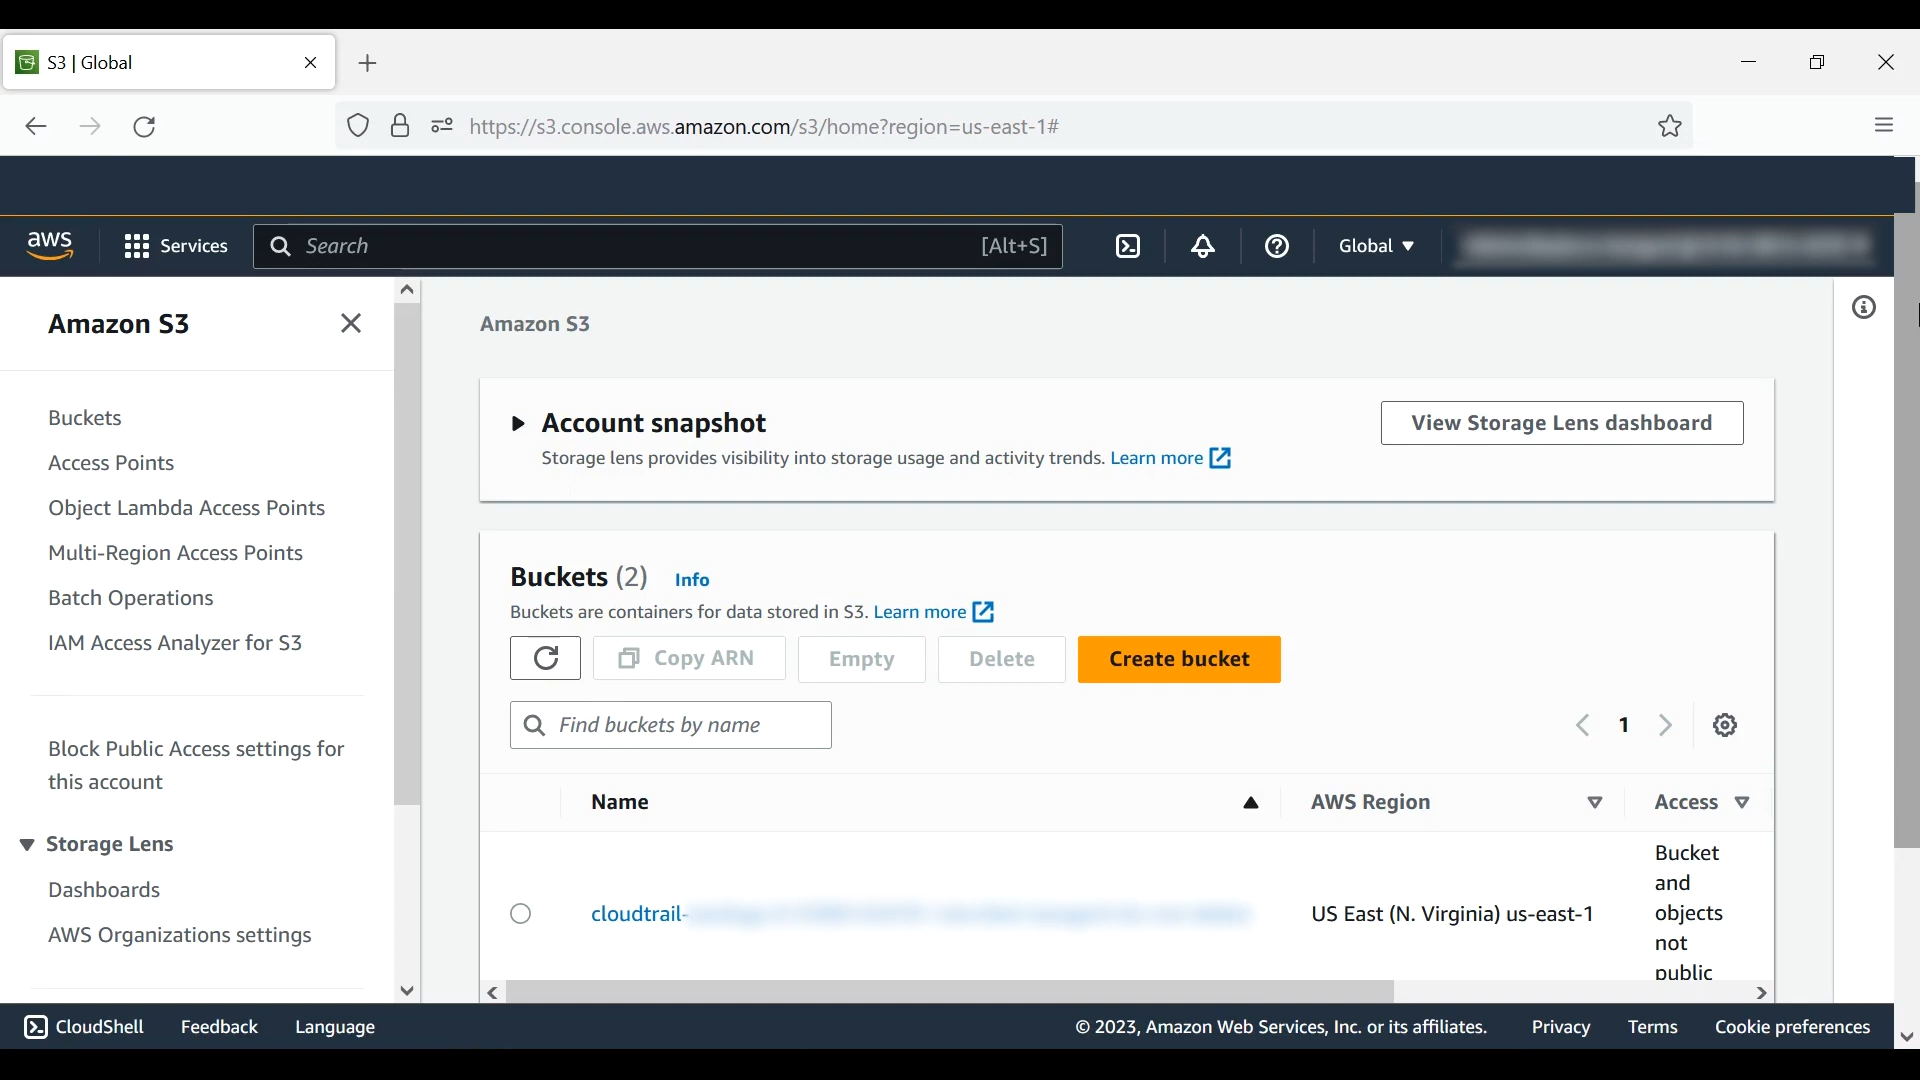 S3 | Global
https://s3.console.aws.amazon.com/s3/home?region=us-east-1#
aws
Services
Search
[Alt+S]
Global
Amazon S3
Buckets
Access Points
Object Lambda Access Points
Multi-Region Access Points
Batch Operations
IAM Access Analyzer for S3
Block Public Access settings for
this account
Storage Lens
Dashboards
AWS Organizations settings
Amazon S3
Account snapshot
View Storage Lens dashboard
Storage lens provides visibility into storage usage and activity trends. Learn more
Buckets (2) Info
Buckets are containers for data stored in S3. Learn more
Copy ARN
Empty
Delete
Create bucket
Find buckets by name
1
Name
AWS Region
Access
cloudtrail-
US East (N. Virginia) us-east-1
Bucket
and
objects
not
public
CloudShell
Feedback
Language
© 2023, Amazon Web Services, Inc. or its affiliates.
Privacy
Terms
Cookie preferences